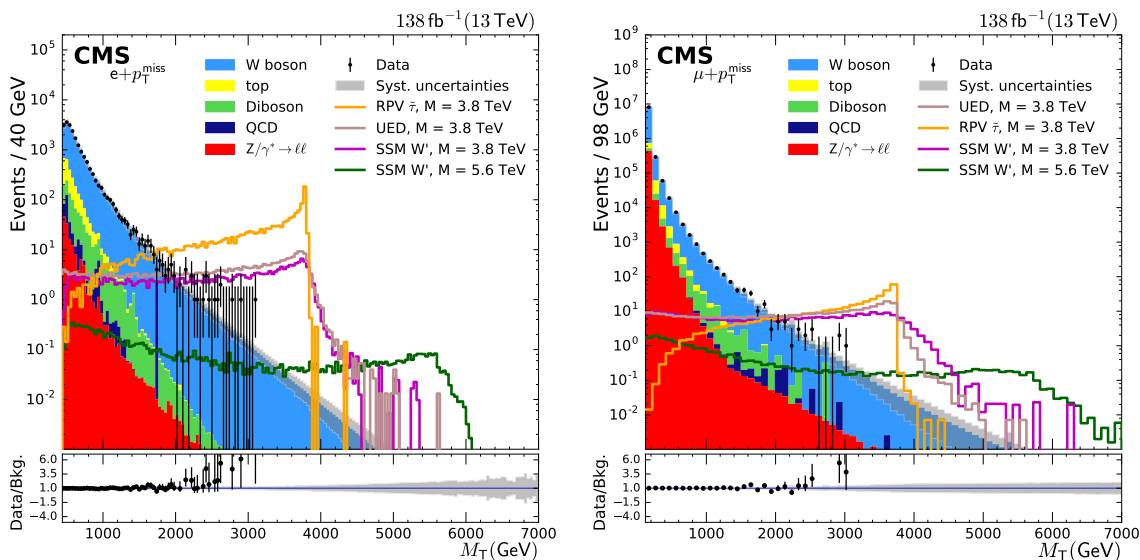 138 fb⁻¹ (13 TeV)
CMS
e+p_T^miss
W boson
top
Diboson
QCD
Z/γ* → ℓℓ
Data
Syst. uncertainties
RPV τ̃, M = 3.8 TeV
UED, M = 3.8 TeV
SSM W', M = 3.8 TeV
SSM W', M = 5.6 TeV
Events / 40 GeV
10⁵
10⁴
10³
10²
10¹
10⁰
10⁻¹
10⁻²
Data/Bkg.
6.0
3.5
1.0
−1.5
−4.0
0 1000 2000 3000 4000 5000 6000 7000
M_T (GeV)
138 fb⁻¹ (13 TeV)
CMS
μ+p_T^miss
W boson
top
Diboson
QCD
Z/γ* → ℓℓ
Data
Syst. uncertainties
UED, M = 3.8 TeV
RPV τ̃, M = 3.8 TeV
SSM W', M = 3.8 TeV
SSM W', M = 5.6 TeV
Events / 98 GeV
10⁹
10⁸
10⁷
10⁶
10⁵
10⁴
10³
10²
10¹
10⁰
10⁻¹
10⁻²
Data/Bkg.
6.0
3.5
1.0
−1.5
−4.0
0 1000 2000 3000 4000 5000 6000 7000
M_T (GeV)